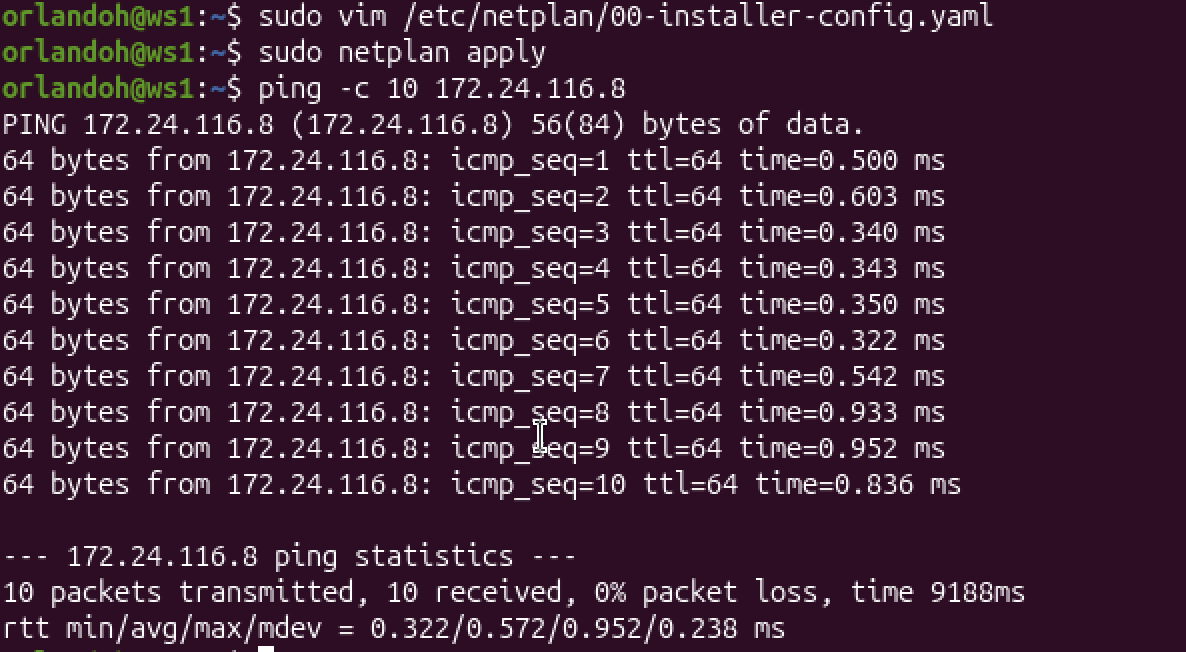 orlandoh@ws1:~$ sudo vim /etc/netplan/00-installer-config.yaml
orlandoh@ws1:~$ sudo netplan apply
orlandoh@ws1:~$ ping -c 10 172.24.116.8
PING 172.24.116.8 (172.24.116.8) 56(84) bytes of data.
64 bytes from 172.24.116.8: icmp_seq=1 ttl=64 time=0.500 ms
64 bytes from 172.24.116.8: icmp_seq=2 ttl=64 time=0.603 ms
64 bytes from 172.24.116.8: icmp_seq=3 ttl=64 time=0.340 ms
64 bytes from 172.24.116.8: icmp_seq=4 ttl=64 time=0.343 ms
64 bytes from 172.24.116.8: icmp_seq=5 ttl=64 time=0.350 ms
64 bytes from 172.24.116.8: icmp_seq=6 ttl=64 time=0.322 ms
64 bytes from 172.24.116.8: icmp_seq=7 ttl=64 time=0.542 ms
64 bytes from 172.24.116.8: icmp_seq=8 ttl=64 time=0.933 ms
64 bytes from 172.24.116.8: icmp_seq=9 ttl=64 time=0.952 ms
64 bytes from 172.24.116.8: icmp_seq=10 ttl=64 time=0.836 ms
--- 172.24.116.8 ping statistics ---
10 packets transmitted, 10 received, 0% packet loss, time 9188ms
rtt min/avg/max/mdev = 0.322/0.572/0.952/0.238 ms